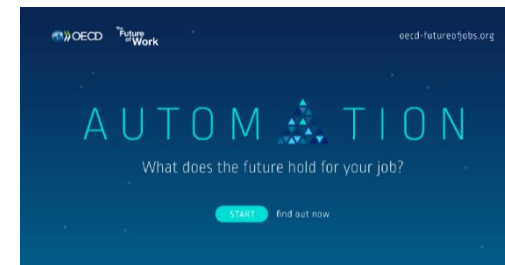 OECD
The Future of Work
oecd-futureofjobs.org
AUTOMATION
What does the future hold for your job?
START find out now